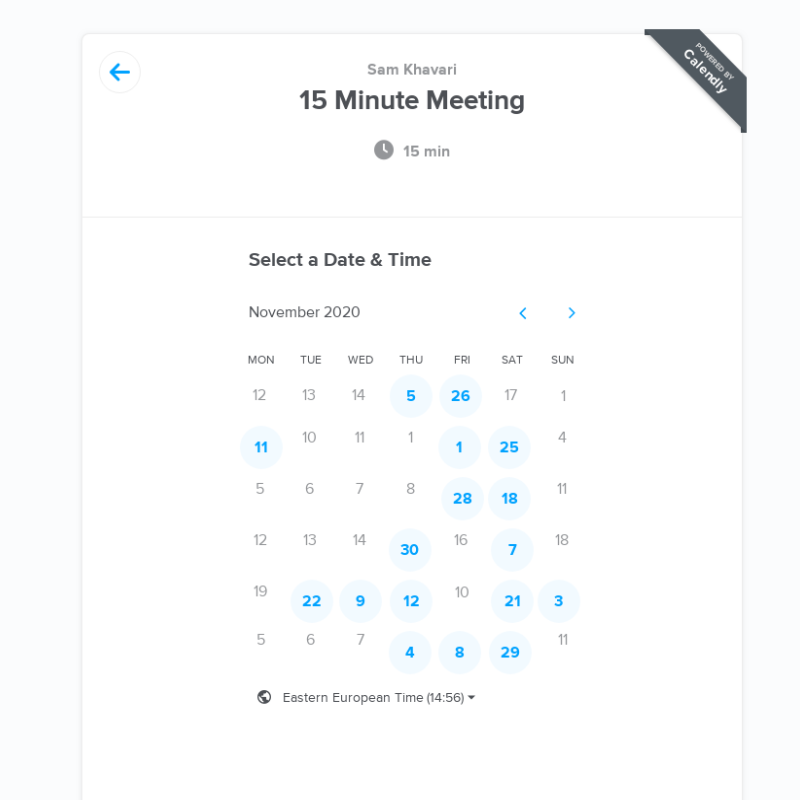 POWERED BY
Calendly
Sam Khavari
15 Minute Meeting
15 min
Select a Date & Time
November 2020
MON TUE WED THU FRI SAT SUN
12 13 14 5 26 17 1
11 10 11 1 1 25 4
5 6 7 8 28 18 11
12 13 14 30 16 7 18
19 22 9 12 10 21 3
5 6 7 4 8 29 11
Eastern European Time (14:56)